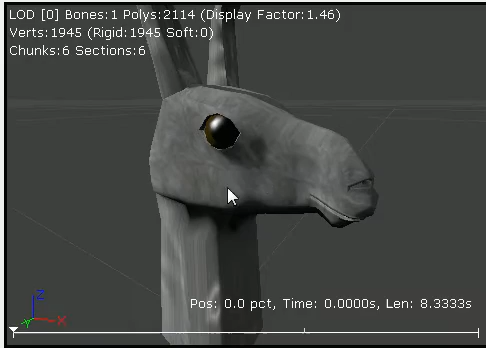 LOD [0] Bones:1 Polys:2114 (Display Factor:1.46)
Verts:1945 (Rigid:1945 Soft:0)
Chunks:6 Sections:6
Pos: 0.0 pct, Time: 0.0000s, Len: 8.3333s
Z
Y X